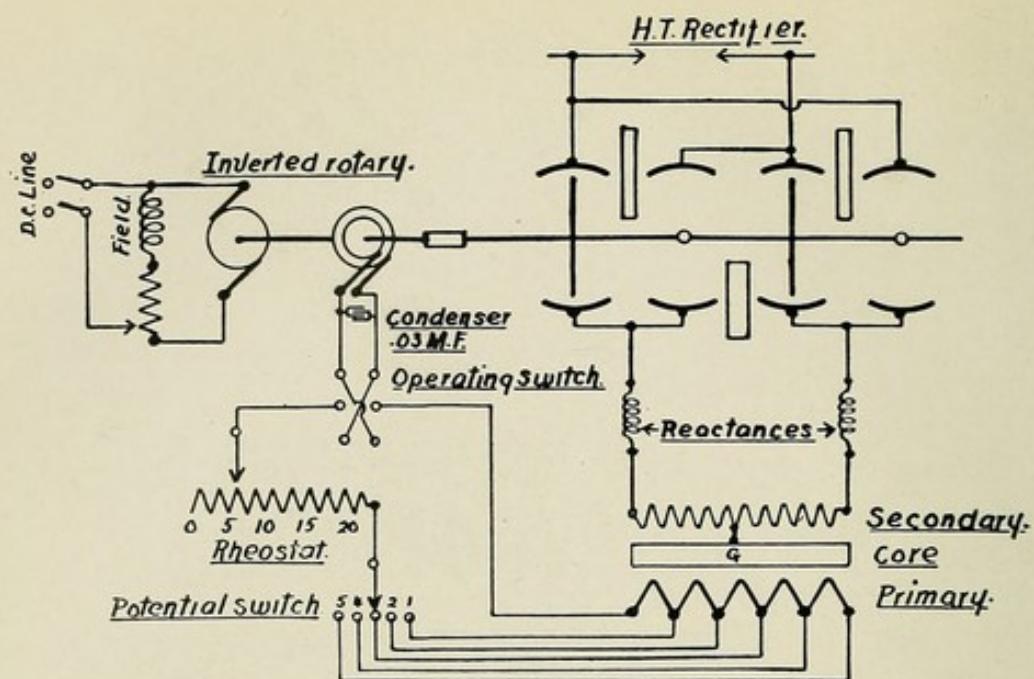 H.T. Rectifier.
Inverted rotary.
D.C. Line
Field.
Condenser
.03 M.F.
Operating switch.
←Reactances→
0 5 10 15 20
Rheostat.
Secondary.
G
Core
Primary.
Potential switch
5 4 2 1